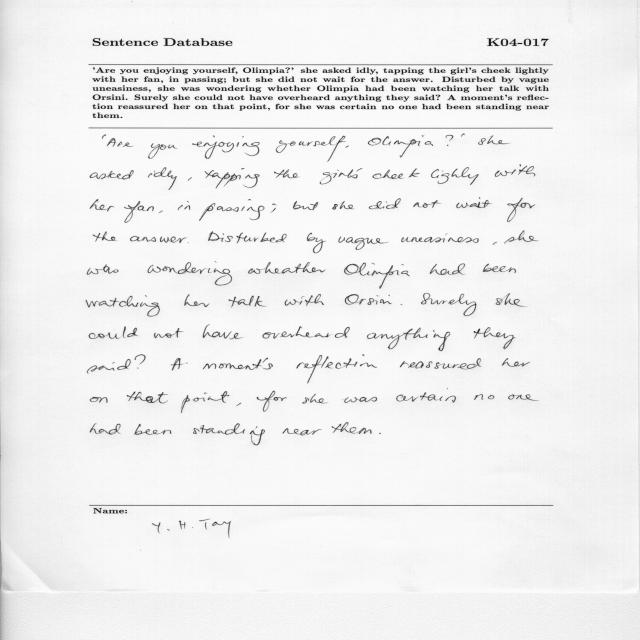 Sentence Database K04-017
'Are you enjoying yourself, Olimpia?' she asked idly, tapping the girl's cheek lightly
with her fan, in passing; but she did not wait for the answer. Disturbed by vague
uneasiness, she was wondering whether Olimpia had been watching her talk with
Orsini. Surely she could not have overheard anything they said? A moment's reflec-
tion reassured her on that point, for she was certain no one had been standing near
them.
'Are you enjoying yourself, Olimpia?' she
asked idly, tapping the girls cheek lighly with
her fan, in passing; but she did not wait for
the answer. Disturbed by vague uneasiness, she
was wondering wheather Olimpia had been
watching her talk with Orsini. Surely she
could not have overheard anything they
said? A moment's reflection reassured her
on that point, for she was certain no one
had been standing near them.
Name:
Y. H. Tay